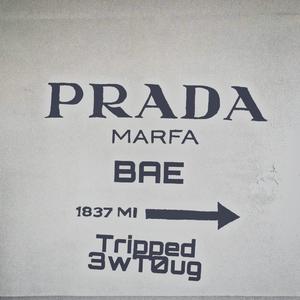 PRADA
MARFA
BAE
1837 MI
Tripped
3wT0ug